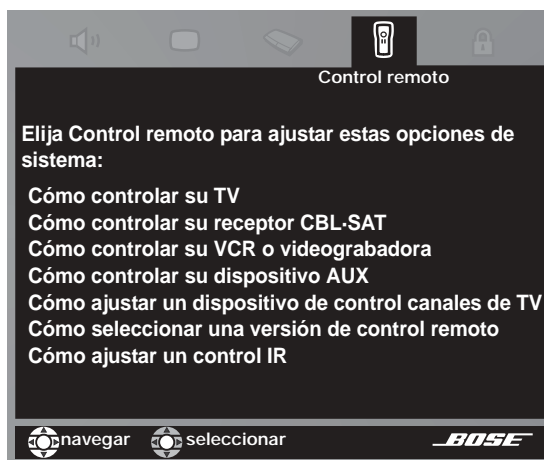 Control remoto
Elija Control remoto para ajustar estas opciones de
sistema:
Cómo controlar su TV
Cómo controlar su receptor CBL·SAT
Cómo controlar su VCR o videograbadora
Cómo controlar su dispositivo AUX
Cómo ajustar un dispositivo de control canales de TV
Cómo seleccionar una versión de control remoto
Cómo ajustar un control IR
navegar seleccionar BOSE